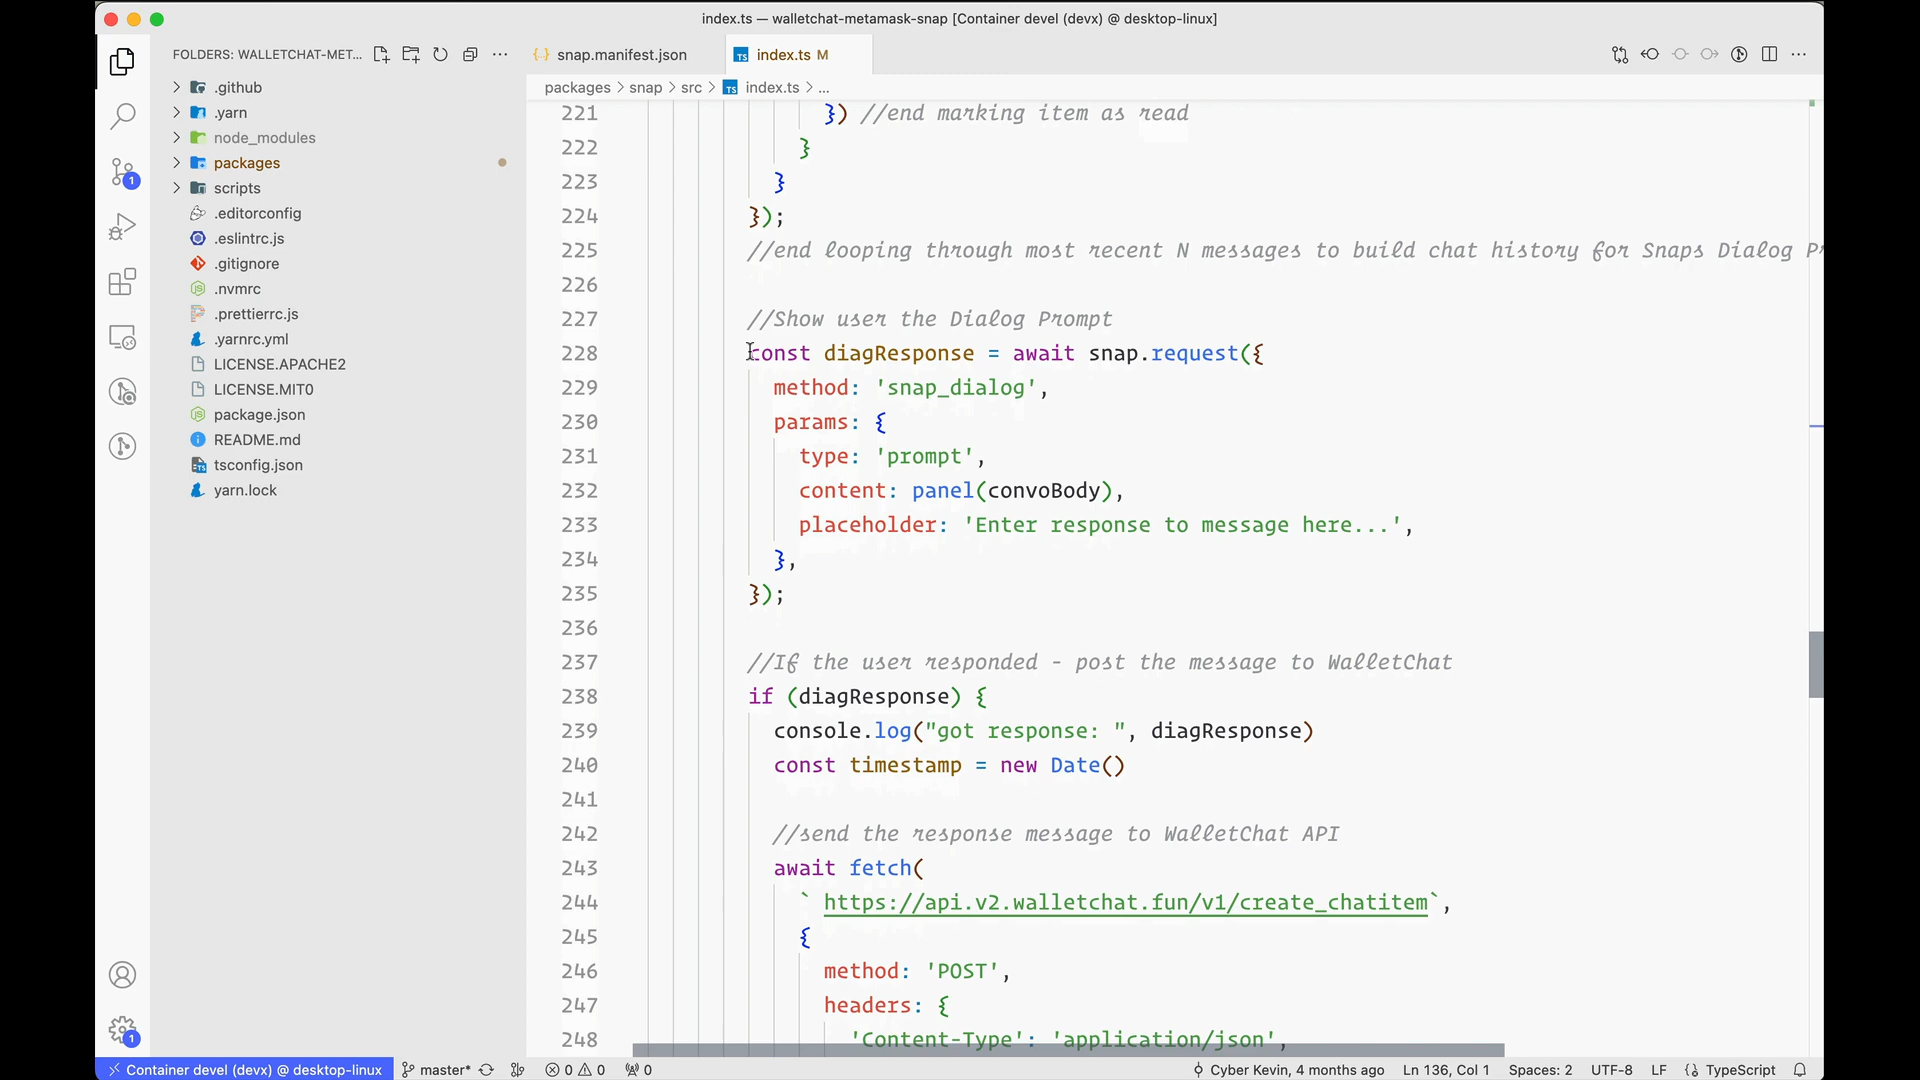 index.ts — walletchat-metamask-snap [Container devel (devx) @ desktop-linux]
FOLDERS: WALLETCHAT-MET...
snap.manifest.json
TS index.ts M
packages > snap > src > TS index.ts > ...
.github
.yarn
node_modules
packages
scripts
.editorconfig
.eslintrc.js
.gitignore
.nvmrc
.prettierrc.js
.yarnrc.yml
LICENSE.APACHE2
LICENSE.MIT0
package.json
README.md
tsconfig.json
yarn.lock
1
1
221 }) //end marking item as read
222 }
223 }
224 });
225 //end looping through most recent N messages to build chat history for Snaps Dialog
226
227 //Show user the Dialog Prompt
228 const diagResponse = await snap.request({
229 method: 'snap_dialog',
230 params: {
231 type: 'prompt',
232 content: panel(convoBody),
233 placeholder: 'Enter response to message here...',
234 },
235 });
236
237 //If the user responded - post the message to WalletChat
238 if (diagResponse) {
239 console.log("got response: ", diagResponse)
240 const timestamp = new Date()
241
242 //send the response message to WalletChat API
243 await fetch(
244 ` https://api.v2.walletchat.fun/v1/create_chatitem`,
245 {
246 method: 'POST',
247 headers: {
248 'Content-Type': 'application/json',
Container devel (devx) @ desktop-linux master* 0 0 0 Cyber Kevin, 4 months ago Ln 136, Col 1 Spaces: 2 UTF-8 LF {} TypeScript